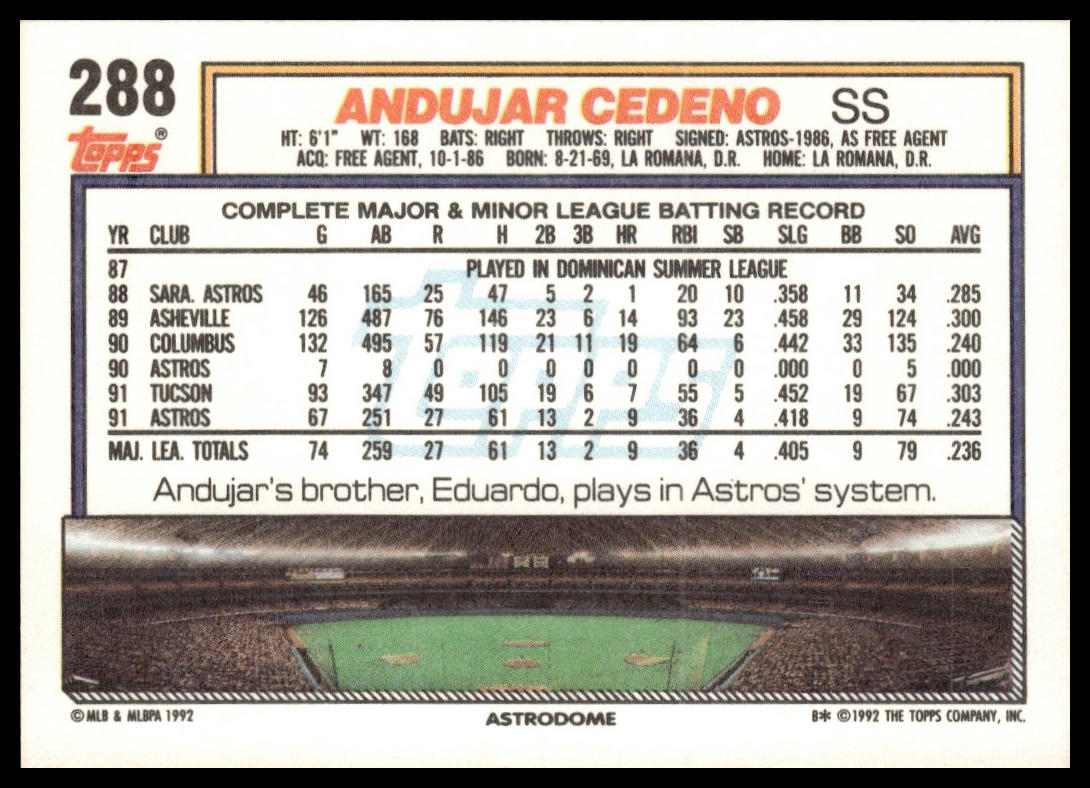 288
Topps®
ANDUJAR CEDENO SS
HT: 6'1" WT: 168 BATS: RIGHT THROWS: RIGHT SIGNED: ASTROS-1986, AS FREE AGENT
ACQ: FREE AGENT, 10-1-86 BORN: 8-21-69, LA ROMANA, D.R. HOME: LA ROMANA, D.R.
COMPLETE MAJOR & MINOR LEAGUE BATTING RECORD
YR CLUB G AB R H 2B 3B HR RBI SB SLG BB SO AVG
87 PLAYED IN DOMINICAN SUMMER LEAGUE
88 SARA. ASTROS 46 165 25 47 5 2 1 20 10 .358 11 34 .285
89 ASHEVILLE 126 487 76 146 23 6 14 93 23 .458 29 124 .300
90 COLUMBUS 132 495 57 119 21 11 19 64 6 .442 33 135 .240
90 ASTROS 7 8 0 0 0 0 0 0 0 .000 0 5 .000
91 TUCSON 93 347 49 105 19 6 7 55 5 .452 19 67 .303
91 ASTROS 67 251 27 61 13 2 9 36 4 .418 9 74 .243
MAJ. LEA. TOTALS 74 259 27 61 13 2 9 36 4 .405 9 79 .236
Topps
Andujar's brother, Eduardo, plays in Astros' system.
© MLB & MLBPA 1992 ASTRODOME B* © 1992 THE TOPPS COMPANY, INC.